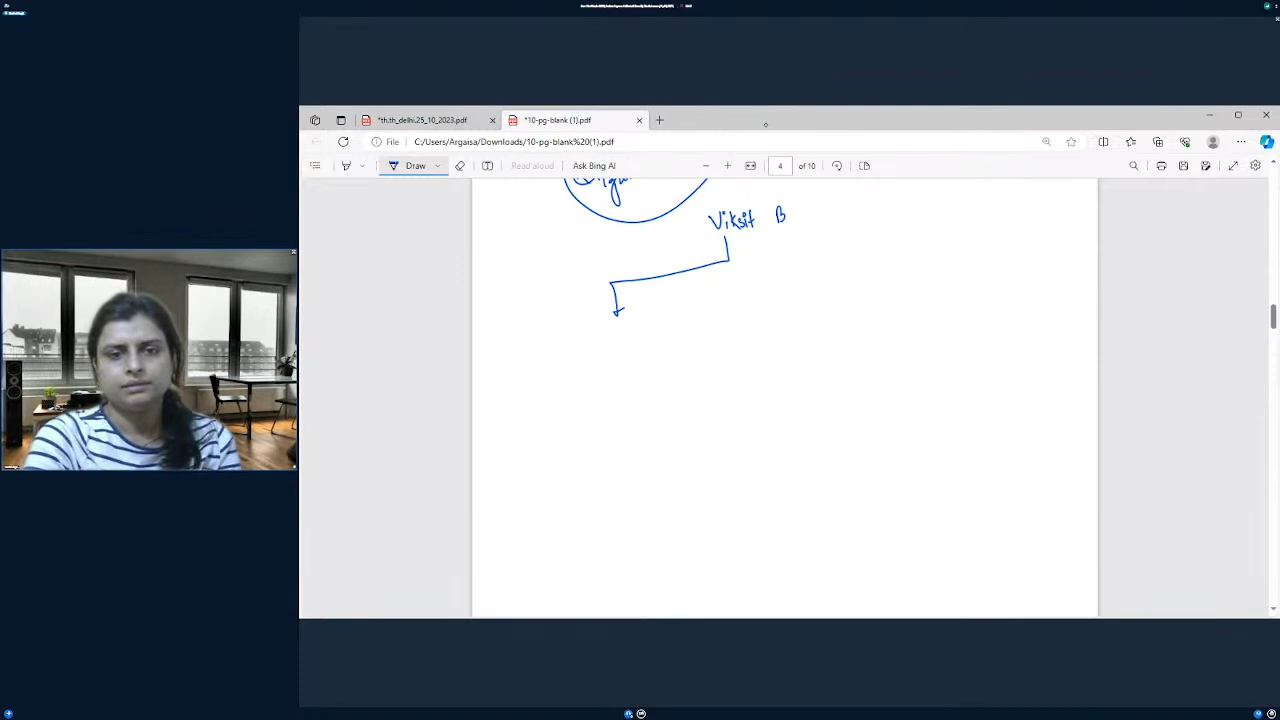 *th.th_delhi.25_10_2023.pdf
*10-pg-blank (1).pdf
File
C:/Users/Argaisa/Downloads/10-pg-blank%20(1).pdf
Draw
Read aloud
Ask Bing AI
4
of 10
Viksit B